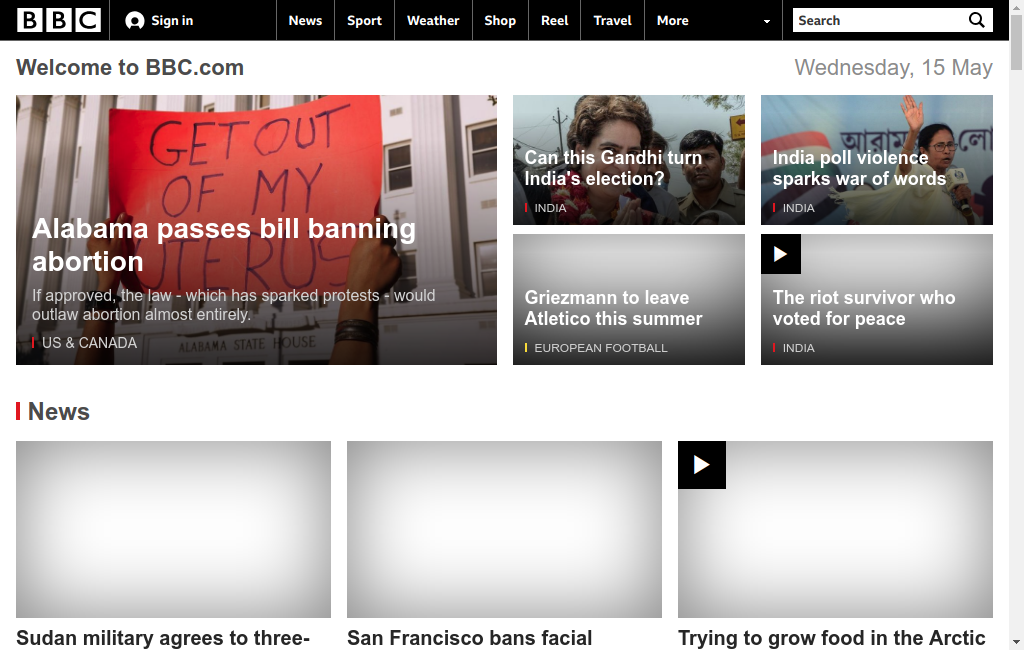 BBC
Sign in
News
Sport
Weather
Shop
Reel
Travel
More
Search
Welcome to BBC.com
Wednesday, 15 May
GET OUT
OF MY
UTERUS
Alabama passes bill banning
abortion
If approved, the law - which has sparked protests - would
outlaw abortion almost entirely.
US & CANADA
ALABAMA STATE HOUSE
Can this Gandhi turn
India's election?
INDIA
India poll violence
sparks war of words
INDIA
Griezmann to leave
Atletico this summer
EUROPEAN FOOTBALL
The riot survivor who
voted for peace
INDIA
News
Sudan military agrees to three-
San Francisco bans facial
Trying to grow food in the Arctic